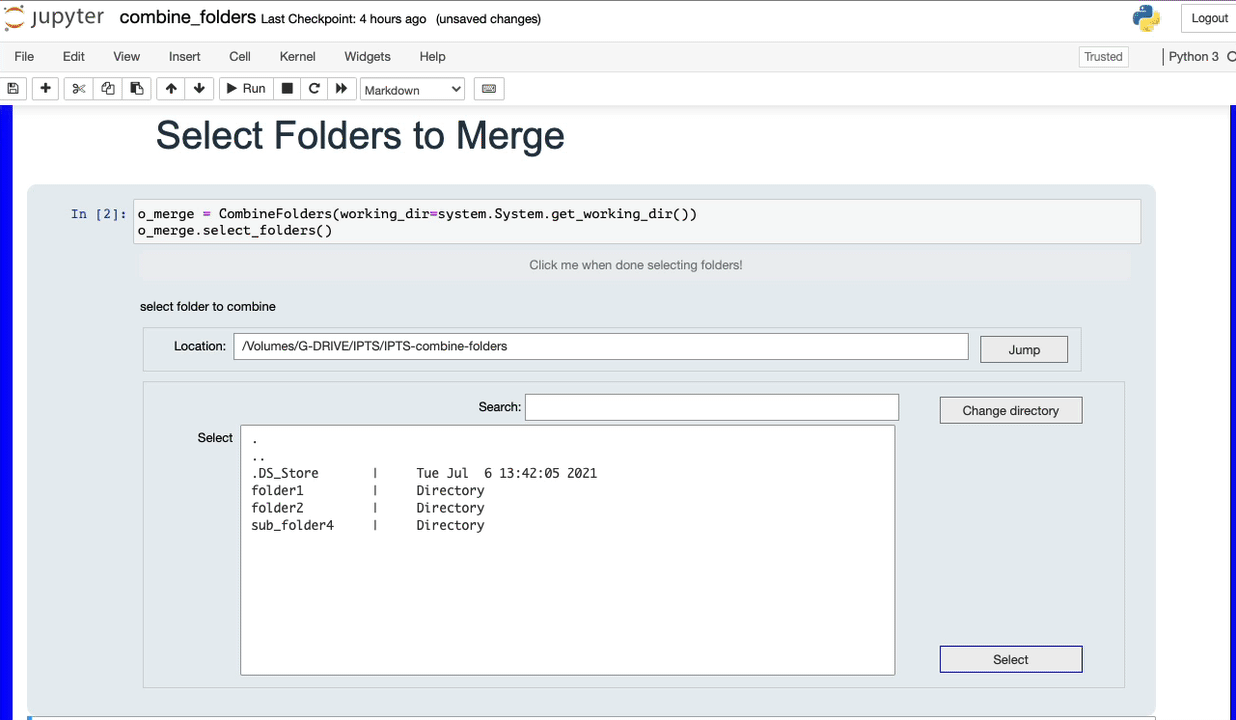 jupyter combine_folders Last Checkpoint: 4 hours ago (unsaved changes) Logout
File Edit View Insert Cell Kernel Widgets Help Trusted Python 3
Run Markdown
Select Folders to Merge
In [2]: o_merge = CombineFolders(working_dir=system.System.get_working_dir())
o_merge.select_folders()
Click me when done selecting folders!
select folder to combine
Location: /Volumes/G-DRIVE/IPTS/IPTS-combine-folders Jump
Search: Change directory
Select .
..
.DS_Store | Tue Jul 6 13:42:05 2021
folder1 | Directory
folder2 | Directory
sub_folder4 | Directory
Select